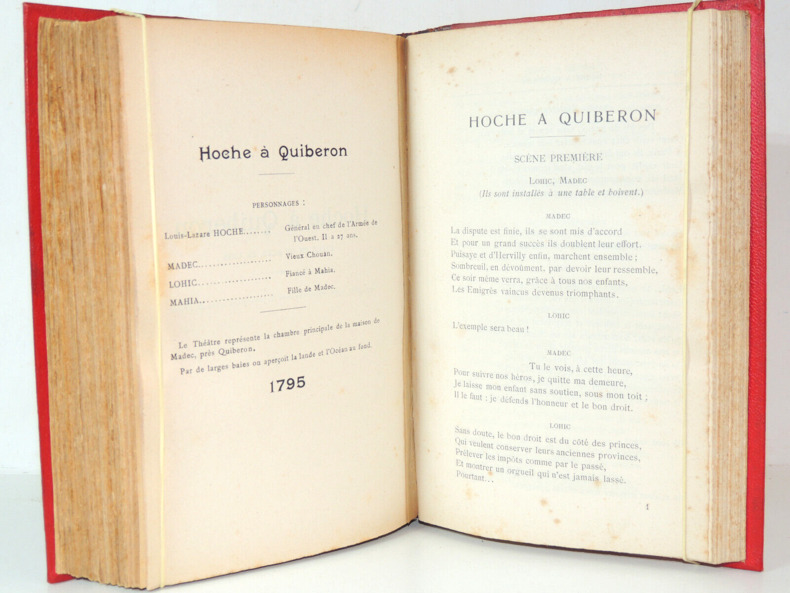 Hoche à Quiberon
PERSONNAGES :
Louis-Lazare HOCHE....... Général en chef de l'Armée de
l'Ouest. Il a 27 ans.
MADEC..................... Vieux Chouan.
LOHIC..................... Fiancé à Mahia.
MAHIA..................... Fille de Madec.
Le Théâtre représente la chambre principale de la maison de
Madec, près Quiberon.
Par de larges baies on aperçoit la lande et l'Océan au fond.
1795
HOCHE A QUIBERON
SCÈNE PREMIÈRE
LOHIC, MADEC
(Ils sont installés à une table et boivent.)
MADEC
La dispute est finie, ils se sont mis d'accord
Et pour un grand succès ils doublent leur effort.
Puisaye et d'Hervilly enfin, marchent ensemble ;
Sombreuil, en dévoûment, par devoir leur ressemble,
Ce soir même verra, grâce à tous nos enfants,
Les Emigrés vaincus devenus triomphants.
LOHIC
L'exemple sera beau !
MADEC
Tu le vois, à cette heure,
Pour suivre nos héros, je quitte ma demeure,
Je laisse mon enfant sans soutien, sous mon toit ;
Il le faut : je défends l'honneur et le bon droit.
LOHIC
Sans doute, le bon droit est du côté des princes,
Qui veulent conserver leurs anciennes provinces,
Prélever les impôts comme par le passé,
Et montrer un orgueil qui n'est jamais lassé.
Pourtant...
1